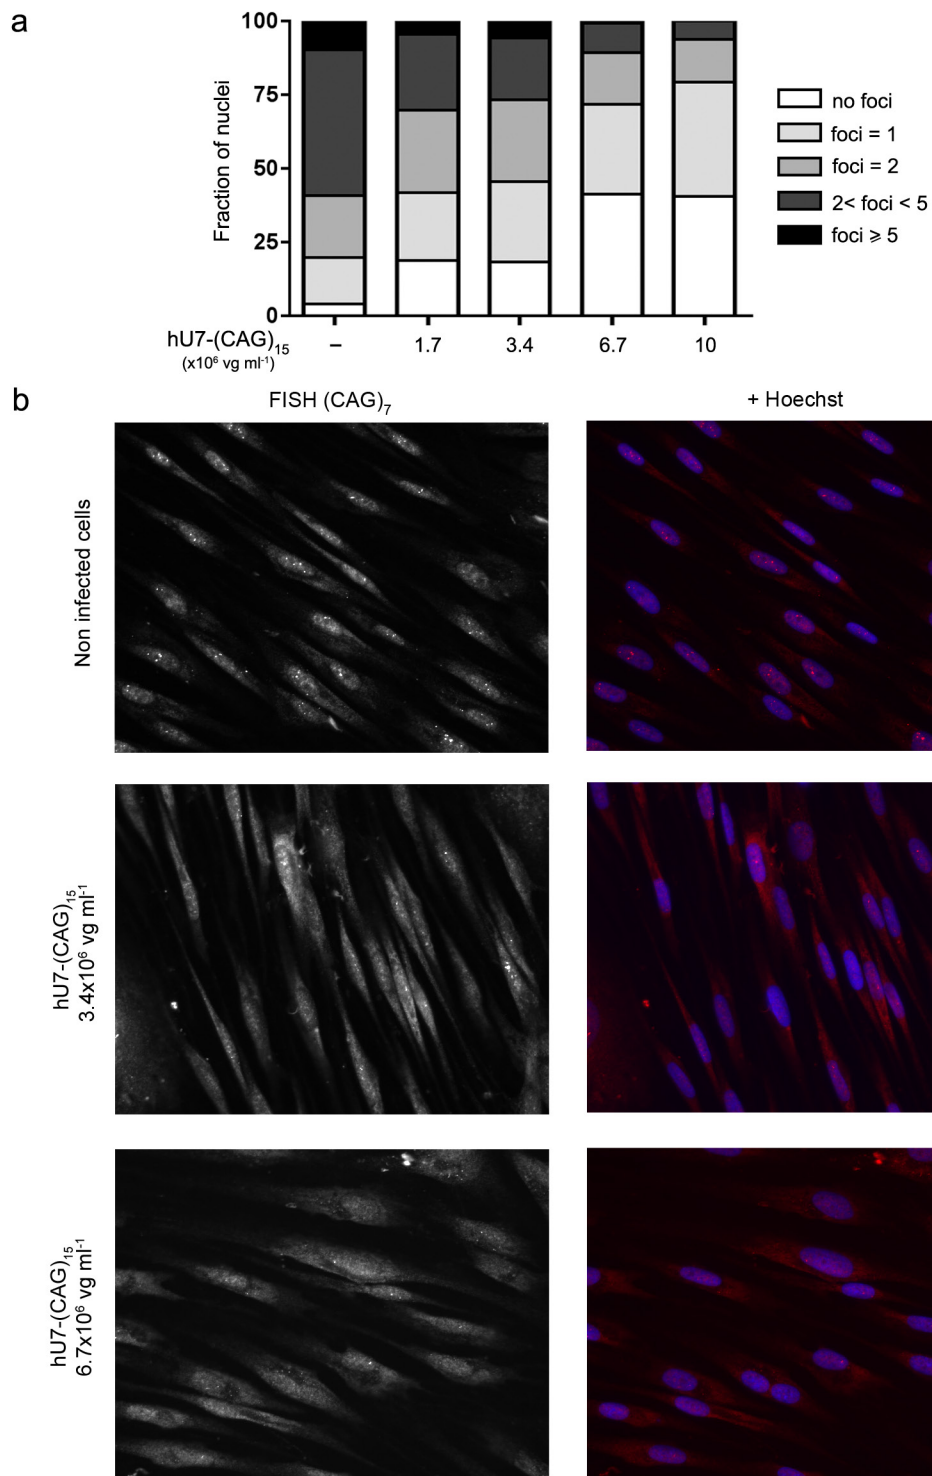 a
100
75
50
25
0
Fraction of nuclei
no foci
foci = 1
foci = 2
2< foci < 5
foci ⩾ 5
hU7-(CAG)15
(x10⁶ vg ml⁻¹)
– 1.7 3.4 6.7 10
b
FISH (CAG)7 + Hoechst
Non infected cells
hU7-(CAG)15
3.4x10⁶ vg ml⁻¹
hU7-(CAG)15
6.7x10⁶ vg ml⁻¹